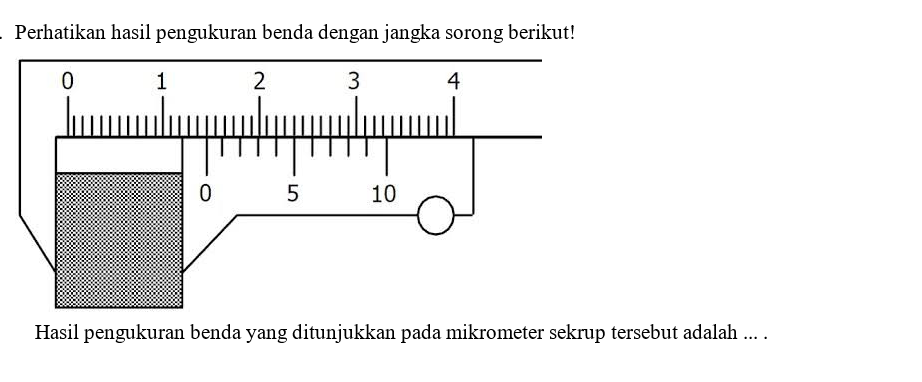 . Perhatikan hasil pengukuran benda dengan jangka sorong berikut!
0 1 2 3 4
0 5 10
Hasil pengukuran benda yang ditunjukkan pada mikrometer sekrup tersebut adalah ... .